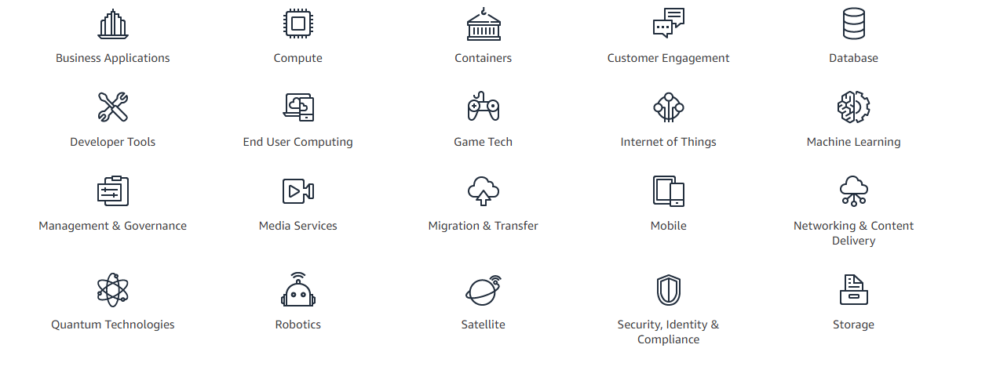 Business Applications
Compute
Containers
Customer Engagement
Database
Developer Tools
End User Computing
Game Tech
Internet of Things
Machine Learning
Management & Governance
Media Services
Migration & Transfer
Mobile
Networking & Content
Delivery
Quantum Technologies
Robotics
Satellite
Security, Identity &
Compliance
Storage